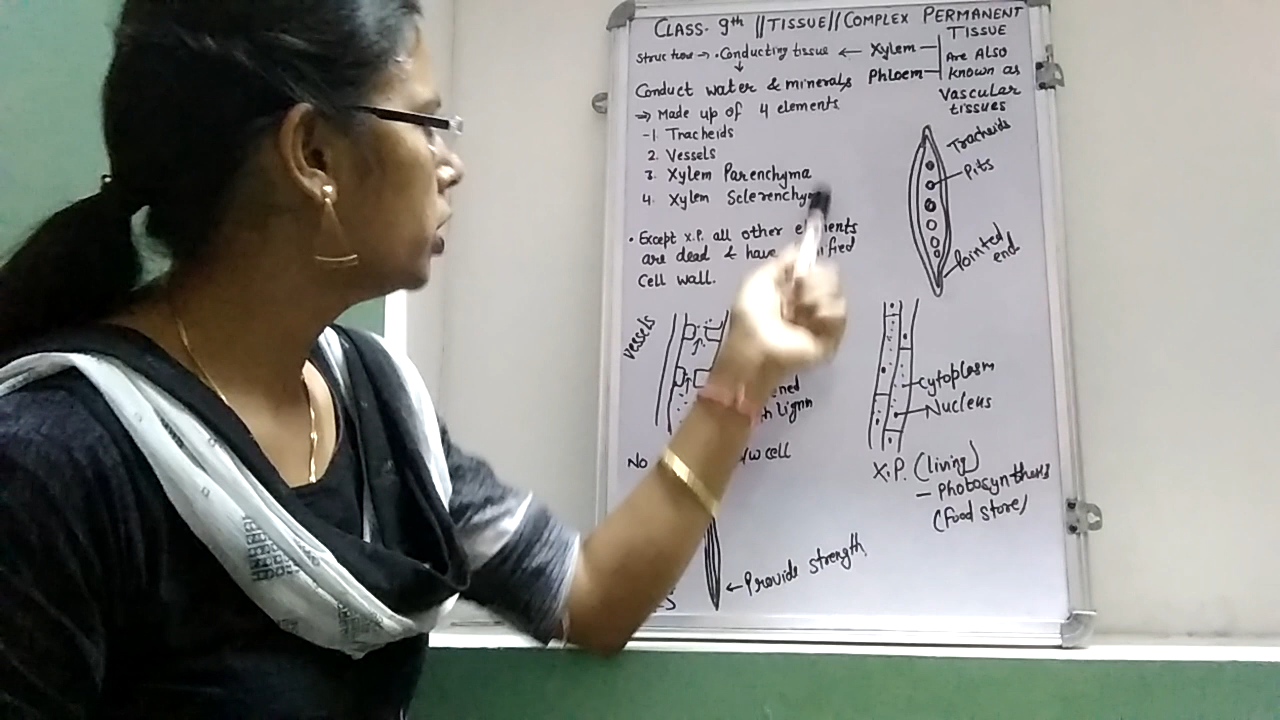 CLASS. 9th // TISSUE // COMPLEX PERMANENT
TISSUE
Structure → • Conducting tissue ← Xylem
Phloem
Are Also
known as
Vascular
tissues
Conduct water & minerals
⇒ Made up of 4 elements
-1 Tracheids
2. Vessels
3. Xylem Parenchyma
4. Xylem
• Except X.P. all other
are dead & have
Cell wall.
Tracheids
Pits
Pointed
end
Vessels
Lignin
No
cell
Cytoplasm
Nucleus
X.P. (living)
- Photosynthesis
(food store)
← Provide strength